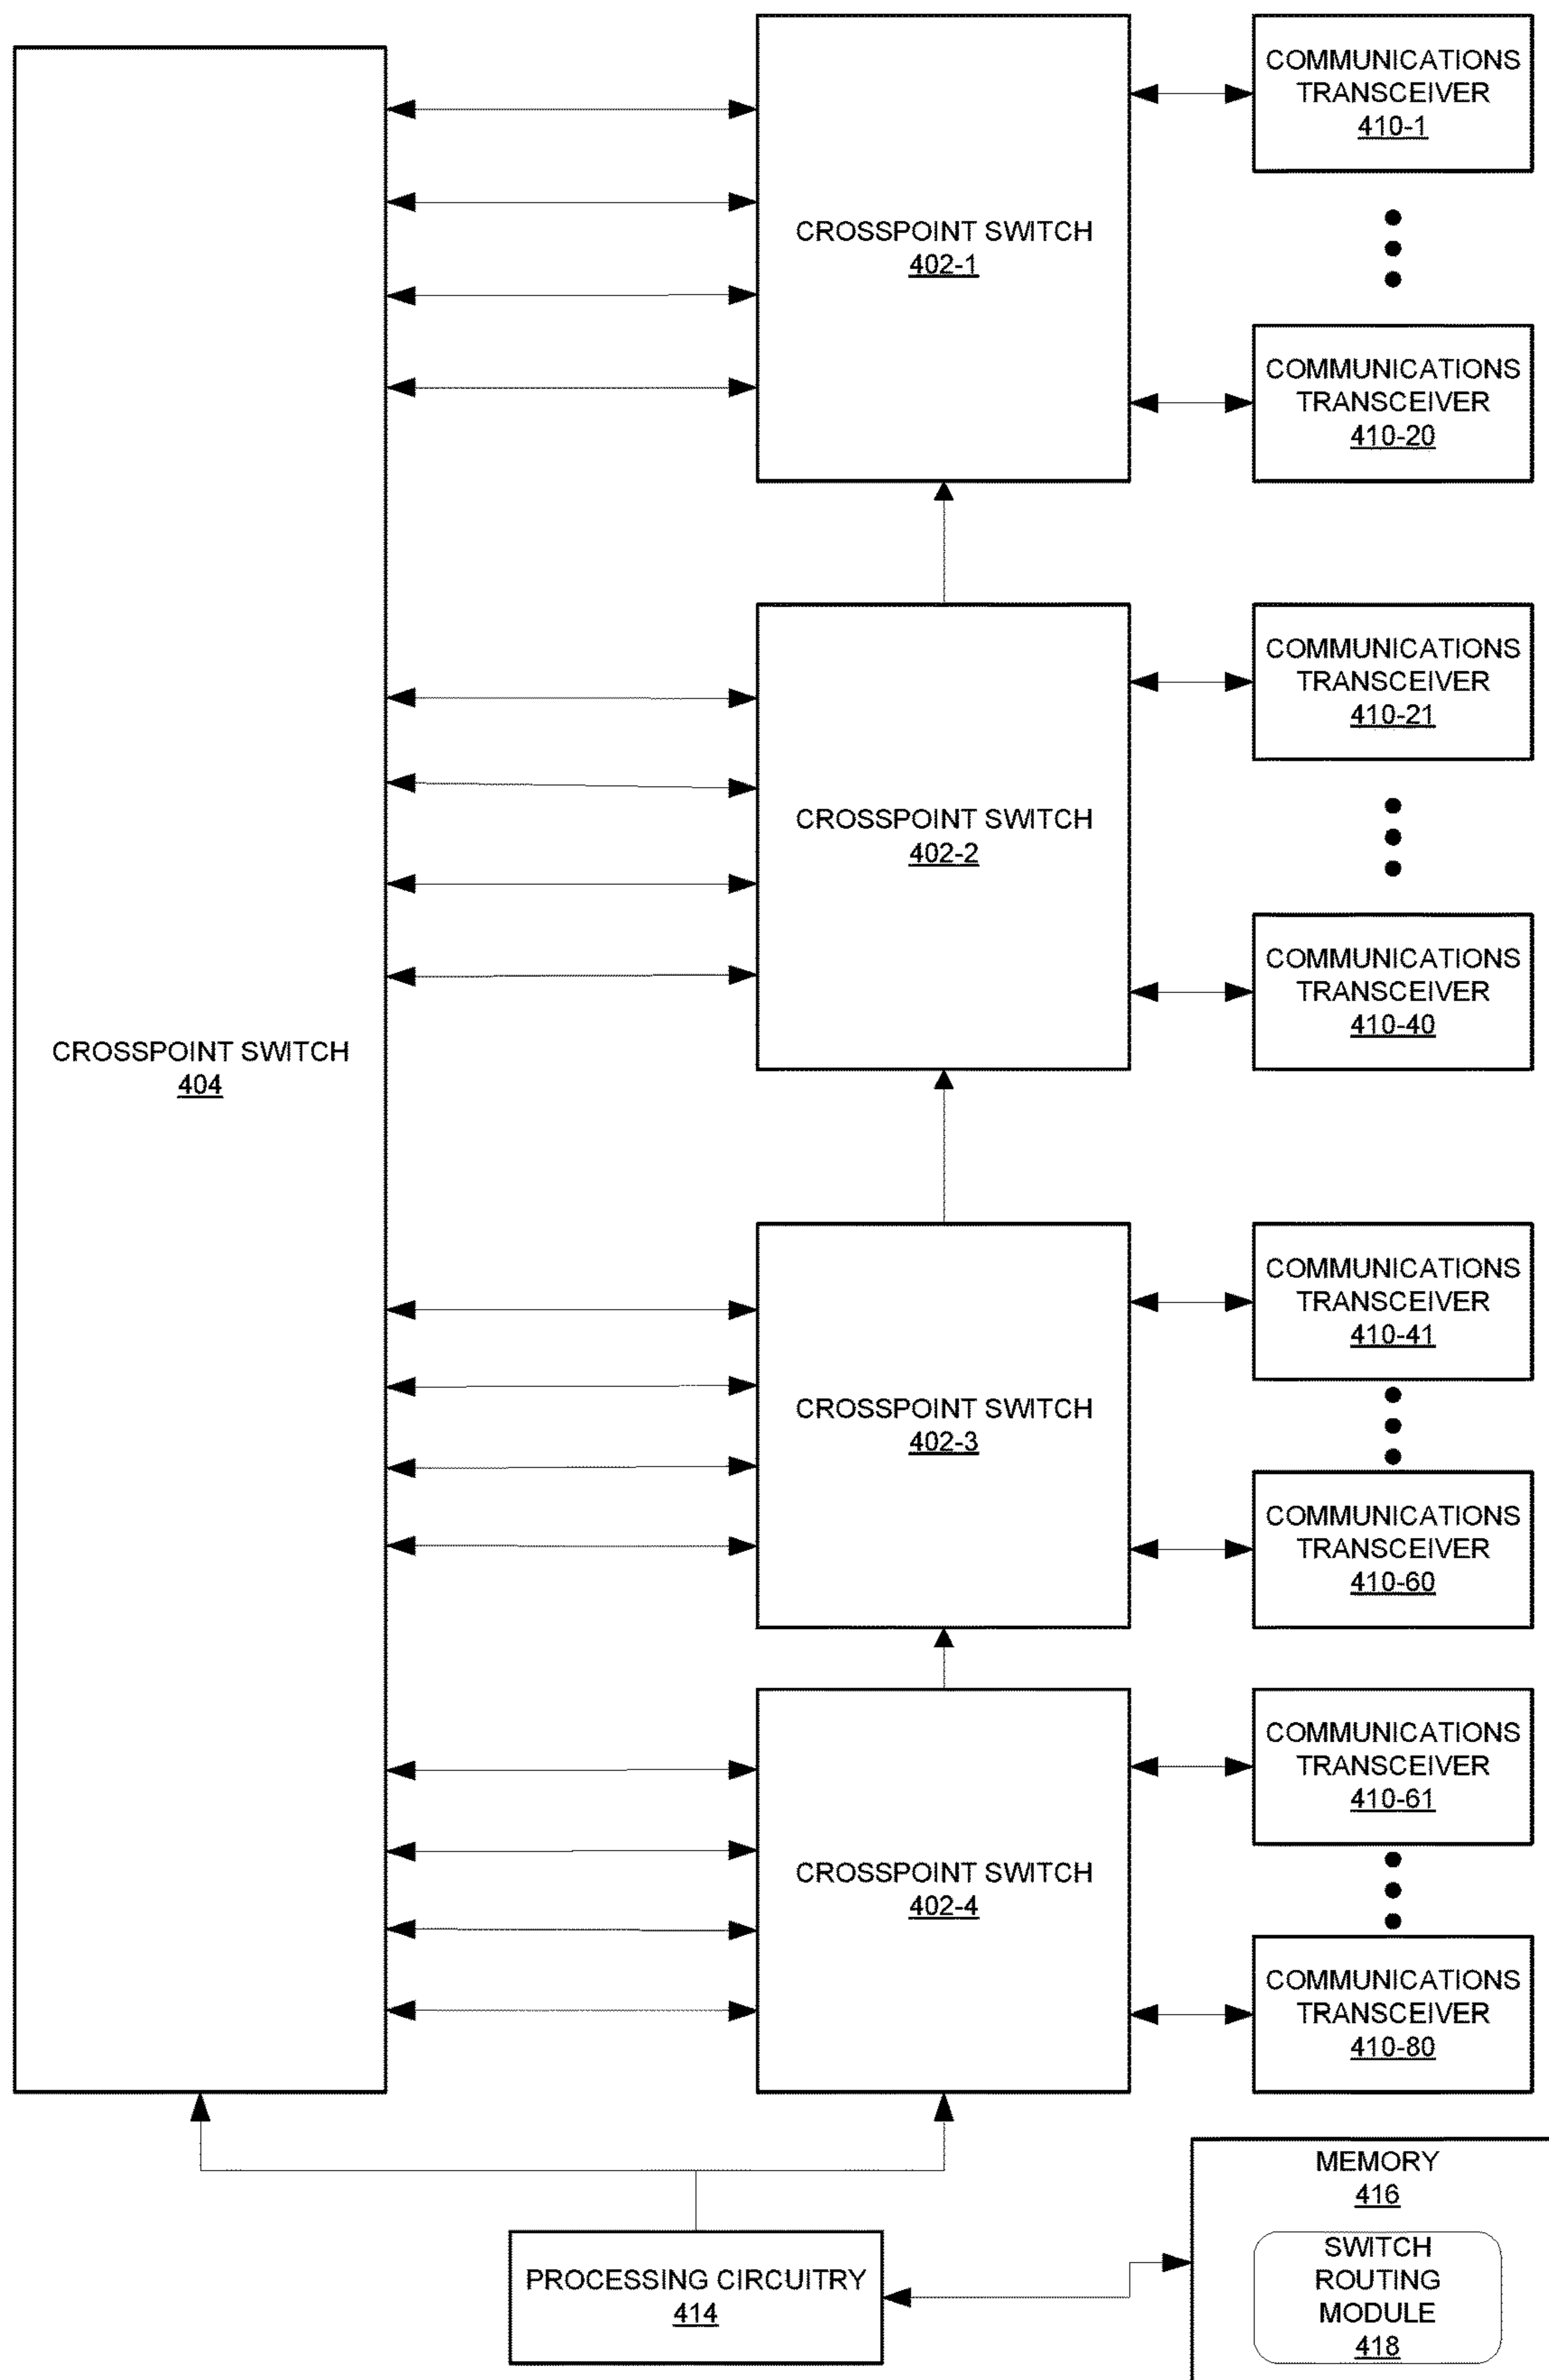 CROSSPOINT SWITCH
404
CROSSPOINT SWITCH
402-1
COMMUNICATIONS
TRANSCEIVER
410-1
COMMUNICATIONS
TRANSCEIVER
410-20
CROSSPOINT SWITCH
402-2
COMMUNICATIONS
TRANSCEIVER
410-21
COMMUNICATIONS
TRANSCEIVER
410-40
CROSSPOINT SWITCH
402-3
COMMUNICATIONS
TRANSCEIVER
410-41
COMMUNICATIONS
TRANSCEIVER
410-60
CROSSPOINT SWITCH
402-4
COMMUNICATIONS
TRANSCEIVER
410-61
COMMUNICATIONS
TRANSCEIVER
410-80
PROCESSING CIRCUITRY
414
MEMORY
416
SWITCH
ROUTING
MODULE
418